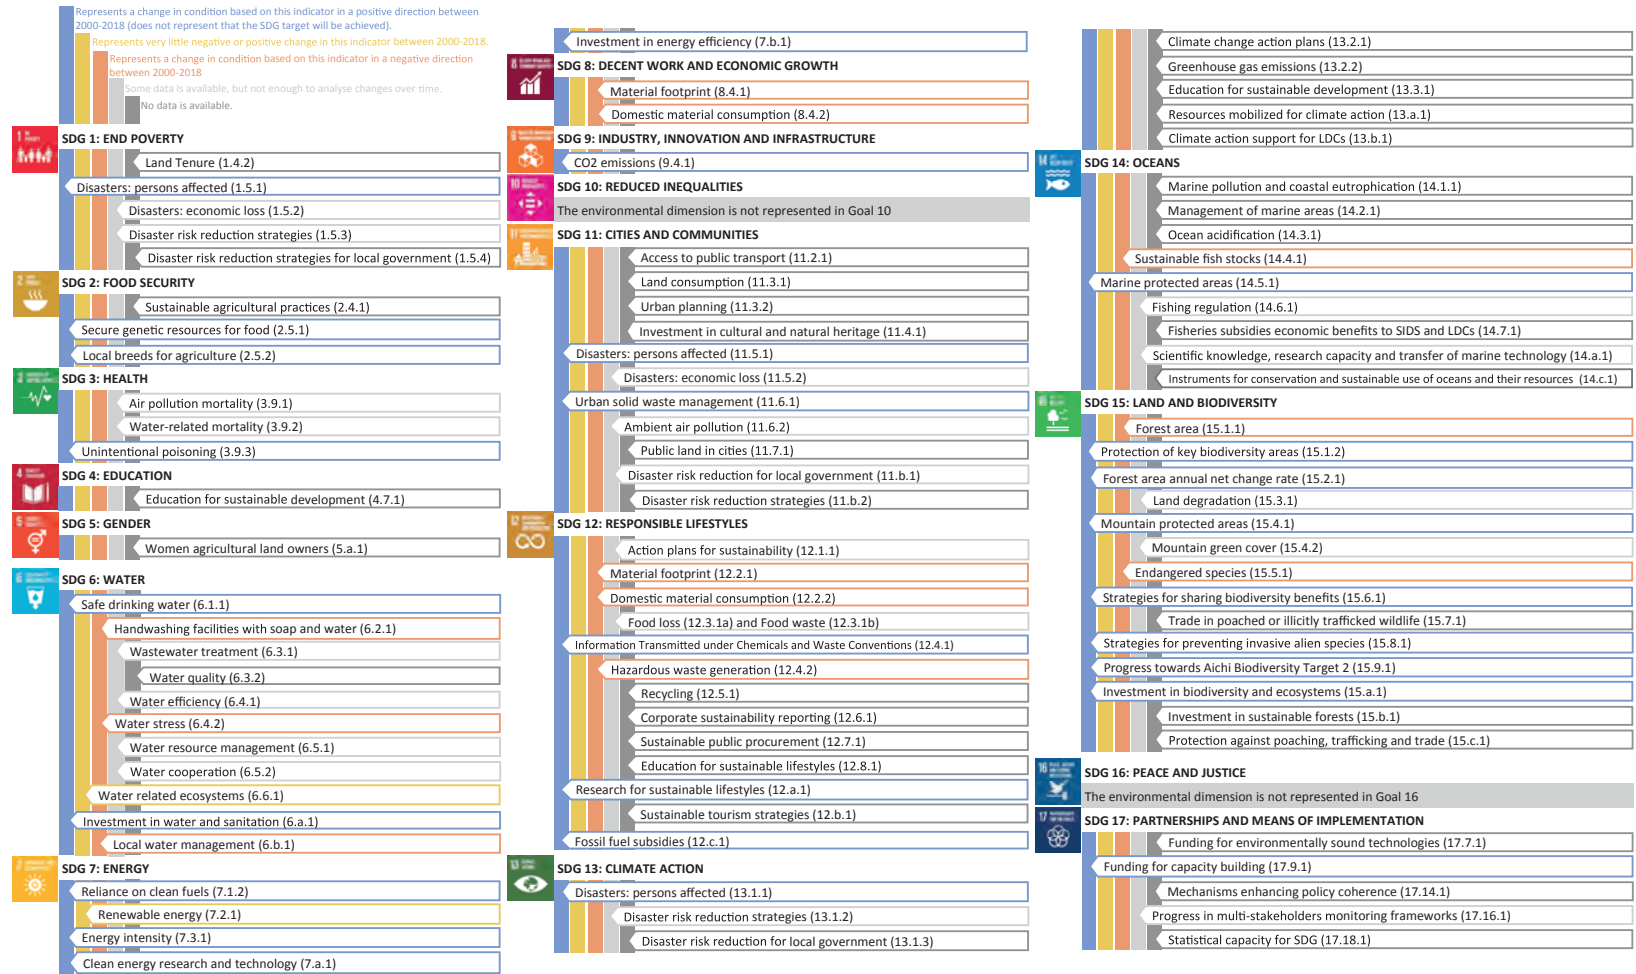 Represents a change in condition based on this indicator in a positive direction between
2000-2018 (does not represent that the SDG target will be achieved).
Represents very little negative or positive change in this indicator between 2000-2018.
Represents a change in condition based on this indicator in a negative direction
between 2000-2018
Some data is available, but not enough to analyse changes over time.
No data is available.
SDG 1: END POVERTY
Land Tenure (1.4.2)
Disasters: persons affected (1.5.1)
Disasters: economic loss (1.5.2)
Disaster risk reduction strategies (1.5.3)
Disaster risk reduction strategies for local government (1.5.4)
SDG 2: FOOD SECURITY
Sustainable agricultural practices (2.4.1)
Secure genetic resources for food (2.5.1)
Local breeds for agriculture (2.5.2)
SDG 3: HEALTH
Air pollution mortality (3.9.1)
Water-related mortality (3.9.2)
Unintentional poisoning (3.9.3)
4
SDG 4: EDUCATION
Education for sustainable development (4.7.1)
SDG 5: GENDER
Women agricultural land owners (5.a.1)
SDG 6: WATER
Safe drinking water (6.1.1)
Handwashing facilities with soap and water (6.2.1)
Wastewater treatment (6.3.1)
Water quality (6.3.2)
Water efficiency (6.4.1)
Water stress (6.4.2)
Water resource management (6.5.1)
Water cooperation (6.5.2)
Water related ecosystems (6.6.1)
Investment in water and sanitation (6.a.1)
Local water management (6.b.1)
SDG 7: ENERGY
Reliance on clean fuels (7.1.2)
Renewable energy (7.2.1)
Energy intensity (7.3.1)
Clean energy research and technology (7.a.1)
Investment in energy efficiency (7.b.1)
SDG 8: DECENT WORK AND ECONOMIC GROWTH
Material footprint (8.4.1)
Domestic material consumption (8.4.2)
SDG 9: INDUSTRY, INNOVATION AND INFRASTRUCTURE
CO2 emissions (9.4.1)
10
SDG 10: REDUCED INEQUALITIES
The environmental dimension is not represented in Goal 10
11
SDG 11: CITIES AND COMMUNITIES
Access to public transport (11.2.1)
Land consumption (11.3.1)
Urban planning (11.3.2)
Investment in cultural and natural heritage (11.4.1)
Disasters: persons affected (11.5.1)
Disasters: economic loss (11.5.2)
Urban solid waste management (11.6.1)
Ambient air pollution (11.6.2)
Public land in cities (11.7.1)
Disaster risk reduction for local government (11.b.1)
Disaster risk reduction strategies (11.b.2)
12
SDG 12: RESPONSIBLE LIFESTYLES
Action plans for sustainability (12.1.1)
Material footprint (12.2.1)
Domestic material consumption (12.2.2)
Food loss (12.3.1a) and Food waste (12.3.1b)
Information Transmitted under Chemicals and Waste Conventions (12.4.1)
Hazardous waste generation (12.4.2)
Recycling (12.5.1)
Corporate sustainability reporting (12.6.1)
Sustainable public procurement (12.7.1)
Education for sustainable lifestyles (12.8.1)
Research for sustainable lifestyles (12.a.1)
Sustainable tourism strategies (12.b.1)
Fossil fuel subsidies (12.c.1)
13
SDG 13: CLIMATE ACTION
Disasters: persons affected (13.1.1)
Disaster risk reduction strategies (13.1.2)
Disaster risk reduction for local government (13.1.3)
Climate change action plans (13.2.1)
Greenhouse gas emissions (13.2.2)
Education for sustainable development (13.3.1)
Resources mobilized for climate action (13.a.1)
Climate action support for LDCs (13.b.1)
14
SDG 14: OCEANS
Marine pollution and coastal eutrophication (14.1.1)
Management of marine areas (14.2.1)
Ocean acidification (14.3.1)
Sustainable fish stocks (14.4.1)
Marine protected areas (14.5.1)
Fishing regulation (14.6.1)
Fisheries subsidies economic benefits to SIDS and LDCs (14.7.1)
Scientific knowledge, research capacity and transfer of marine technology (14.a.1)
Instruments for conservation and sustainable use of oceans and their resources (14.c.1)
SDG 15: LAND AND BIODIVERSITY
Forest area (15.1.1)
Protection of key biodiversity areas (15.1.2)
Forest area annual net change rate (15.2.1)
Land degradation (15.3.1)
Mountain protected areas (15.4.1)
Mountain green cover (15.4.2)
Endangered species (15.5.1)
Strategies for sharing biodiversity benefits (15.6.1)
Trade in poached or illicitly trafficked wildlife (15.7.1)
Strategies for preventing invasive alien species (15.8.1)
Progress towards Aichi Biodiversity Target 2 (15.9.1)
Investment in biodiversity and ecosystems (15.a.1)
Investment in sustainable forests (15.b.1)
Protection against poaching, trafficking and trade (15.c.1)
16
SDG 16: PEACE AND JUSTICE
The environmental dimension is not represented in Goal 16
17
SDG 17: PARTNERSHIPS AND MEANS OF IMPLEMENTATION
Funding for environmentally sound technologies (17.7.1)
Funding for capacity building (17.9.1)
Mechanisms enhancing policy coherence (17.14.1)
Progress in multi-stakeholders monitoring frameworks (17.16.1)
Statistical capacity for SDG (17.18.1)